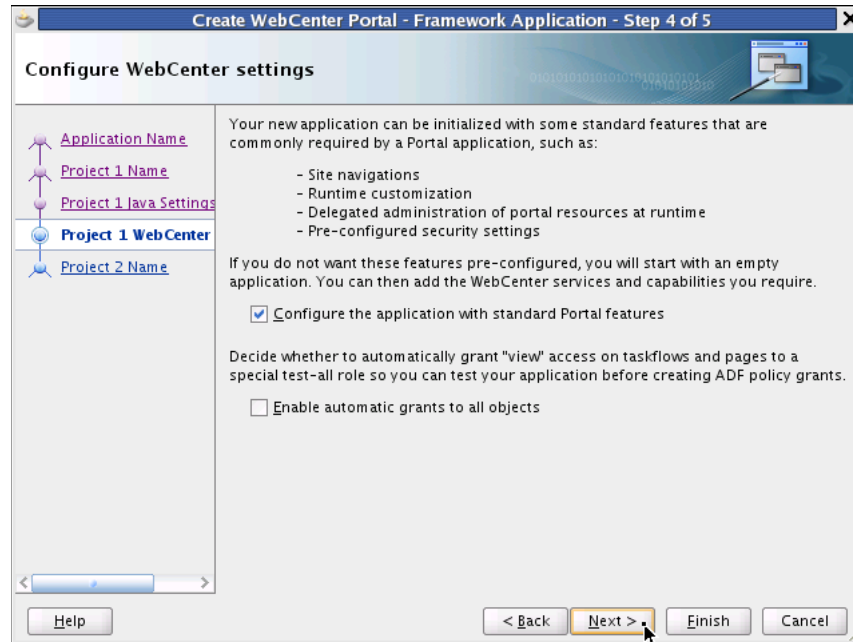 Create WebCenter Portal - Framework Application - Step 4 of 5
Configure WebCenter settings
Application Name
Project 1 Name
Project 1 Java Settings
Project 1 WebCenter
Project 2 Name
Your new application can be initialized with some standard features that are
commonly required by a Portal application, such as:
- Site navigations
- Runtime customization
- Delegated administration of portal resources at runtime
- Pre-configured security settings
If you do not want these features pre-configured, you will start with an empty
application. You can then add the WebCenter services and capabilities you require.
Configure the application with standard Portal features
Decide whether to automatically grant "view" access on taskflows and pages to a
special test-all role so you can test your application before creating ADF policy grants.
Enable automatic grants to all objects
Help
< Back
Next >
Finish
Cancel